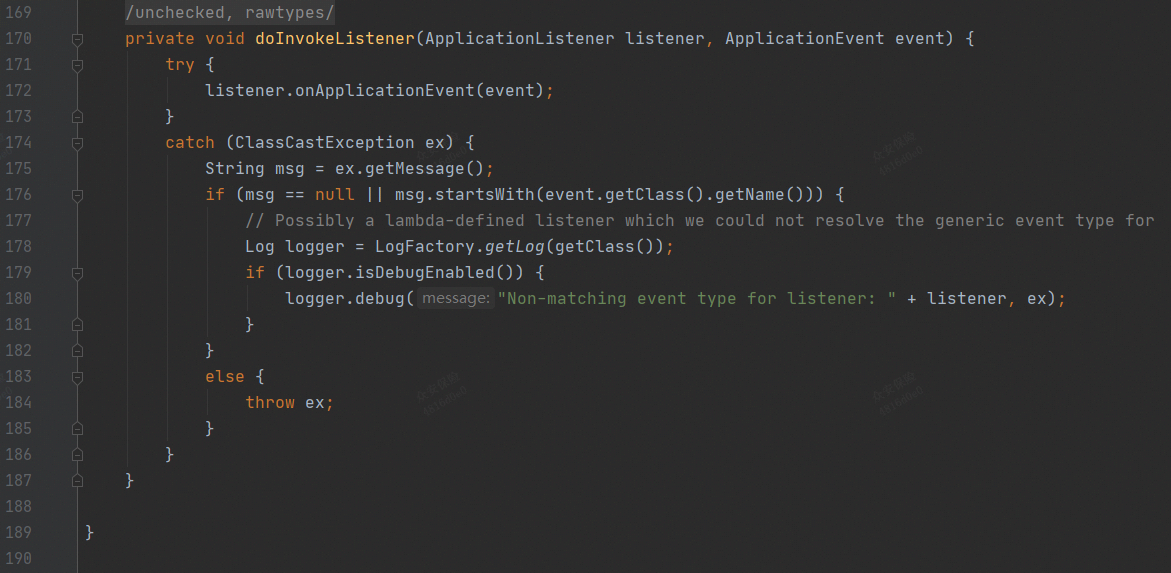 169 /unchecked, rawtypes/
170 private void doInvokeListener(ApplicationListener listener, ApplicationEvent event) {
171 try {
172 listener.onApplicationEvent(event);
173 }
174 catch (ClassCastException ex) {
175 String msg = ex.getMessage();
176 if (msg == null || msg.startsWith(event.getClass().getName())) {
177 // Possibly a lambda-defined listener which we could not resolve the generic event type for
178 Log logger = LogFactory.getLog(getClass());
179 if (logger.isDebugEnabled()) {
180 logger.debug( message: "Non-matching event type for listener: " + listener, ex);
181 }
182 }
183 else {
184 throw ex;
185 }
186 }
187 }
188
189 }
190